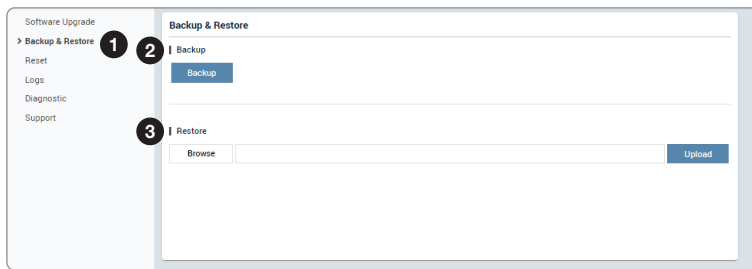 Software Upgrade
Backup & Restore
1
Reset
Logs
Diagnostic
Support
Backup & Restore
2
Backup
Backup
3
Restore
Browse
Upload